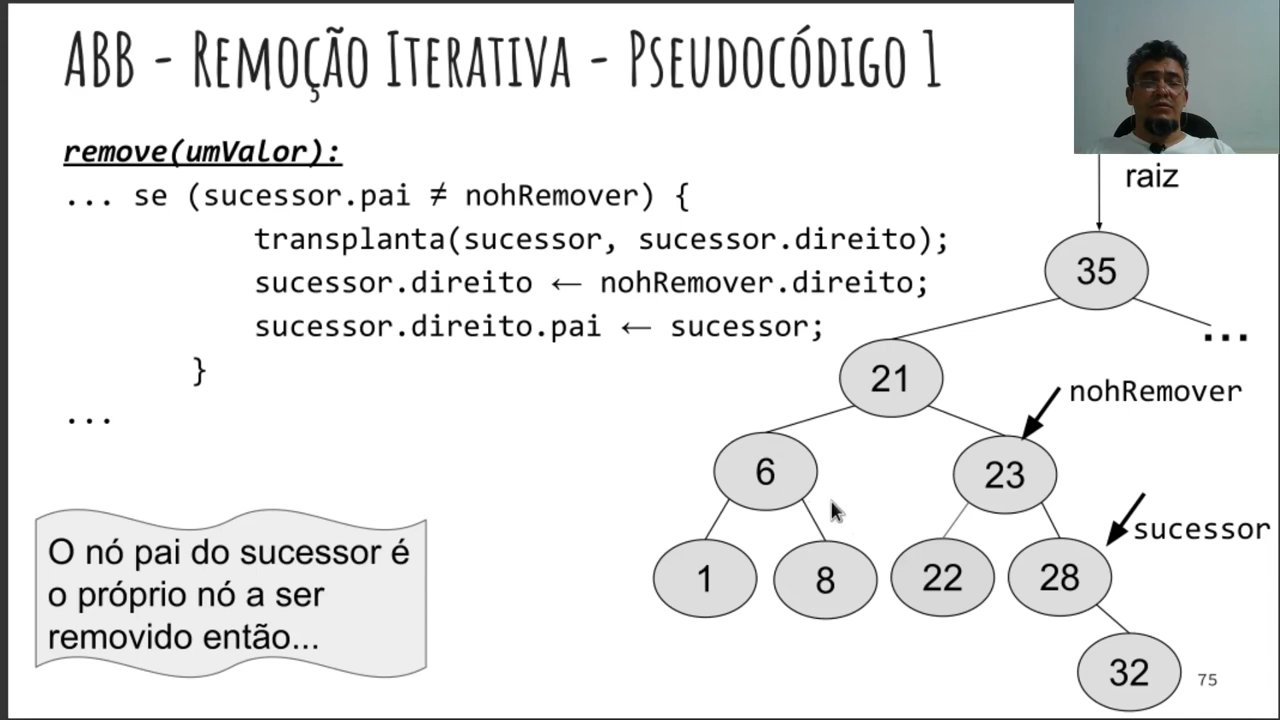 ABB - Remoção Iterativa - Pseudocódigo 1
remove(umValor):
... se (sucessor.pai ≠ nohRemover) {
transplanta(sucessor, sucessor.direito);
sucessor.direito ← nohRemover.direito;
sucessor.direito.pai ← sucessor;
}
...
O nó pai do sucessor é
o próprio nó a ser
removido então...
raiz
35
...
21
nohRemover
6
23
sucessor
1
8
22
28
32
75